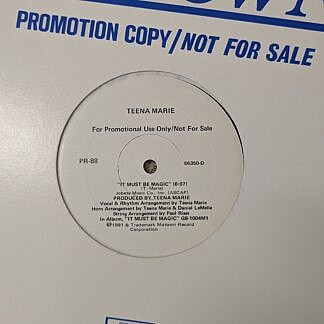 PROMOTION COPY/NOT FOR SALE
TEENA MARIE
For Promotional Use Only/Not For Sale
PR-88
66350-D
"IT MUST BE MAGIC" (6:07)
(T. Marie)
Jobete Music Co., Inc. (ASCAP)
PRODUCED BY TEENA MARIE
Vocal & Rhythm Arrangement by Teena Marie
Horn Arrangement by Teena Marie & Daniel LeMelle
String Arrangement by Paul Riser
In Album, "IT MUST BE MAGIC" G8-1004M1
℗1981 & Trademark Motown Record
Corporation